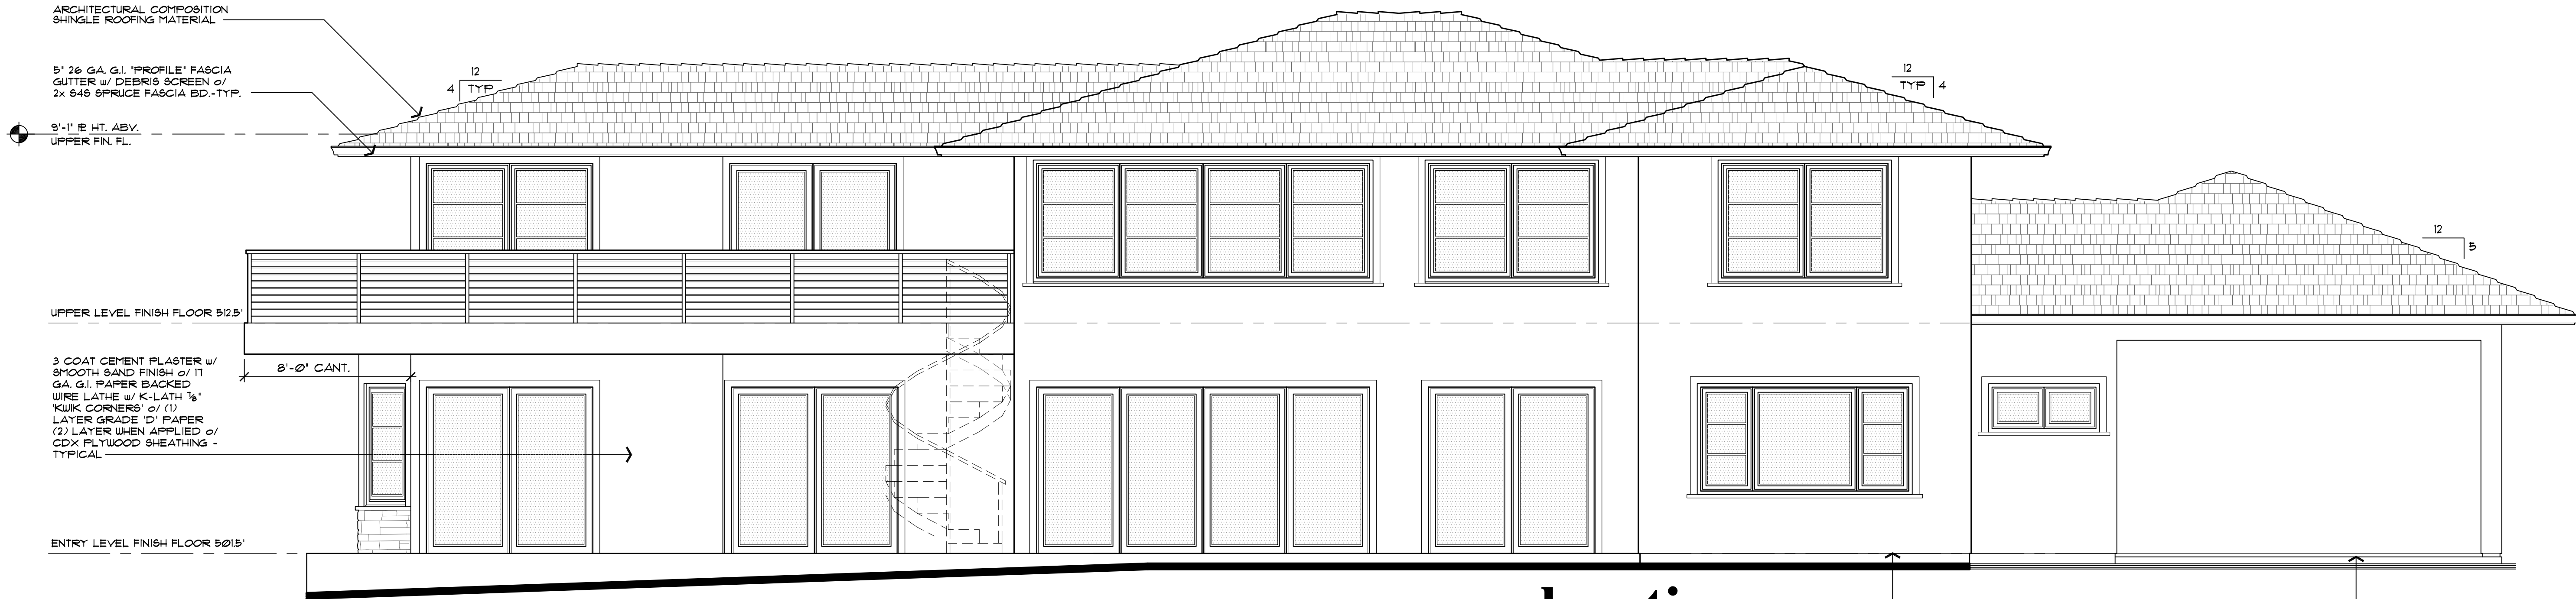 ARCHITECTURAL COMPOSITION
SHINGLE ROOFING MATERIAL
5" 26 GA. G.I. "PROFILE" FASCIA
GUTTER w/ DEBRIS SCREEN o/
2x S4S SPRUCE FASCIA BD.-TYP.
9'-1" PL HT. ABV.
UPPER FIN. FL.
12
4 TYP
12
TYP 4
12
5
UPPER LEVEL FINISH FLOOR 512.5'
8'-0" CANT.
3 COAT CEMENT PLASTER w/
SMOOTH SAND FINISH o/ 17
GA. G.I. PAPER BACKED
WIRE LATHE w/ K-LATH 1/8"
'KWIK CORNERS' o/ (1)
LAYER GRADE 'D' PAPER
(2) LAYER WHEN APPLIED o/
CDX PLYWOOD SHEATHING -
TYPICAL
ENTRY LEVEL FINISH FLOOR 501.5'